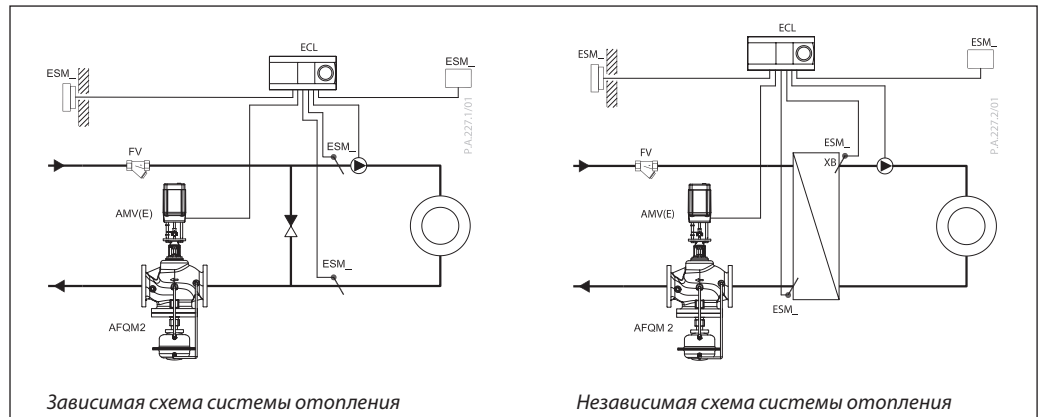 ECL
ESM_
ESM_
P.A.227.1/01
FV
ESM_
AMV(E)
ESM_
AFQM2
Зависимая схема системы отопления
ECL
ESM_
ESM_
P.A.227.2/01
FV
ESM_
XB
AMV(E)
ESM_
AFQM 2
Независимая схема системы отопления